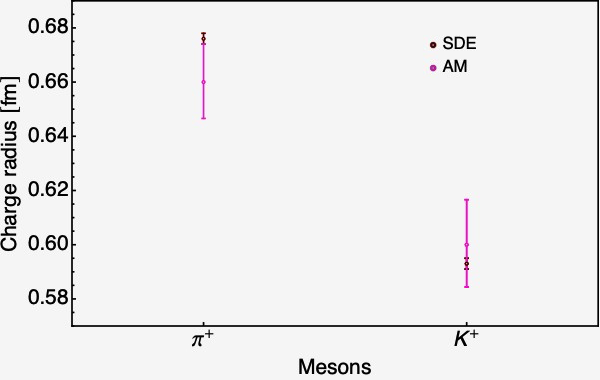 0.68
0.66
0.64
0.62
0.60
0.58
Charge radius [fm]
SDE
AM
π⁺
K⁺
Mesons